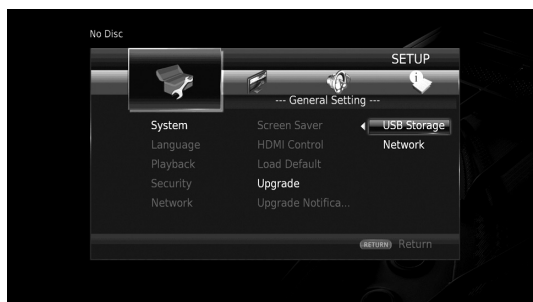 No Disc
SETUP
--- General Setting ---
System
Screen Saver
USB Storage
Language
HDMI Control
Network
Playback
Load Default
Security
Upgrade
Network
Upgrade Notifica...
RETURN Return